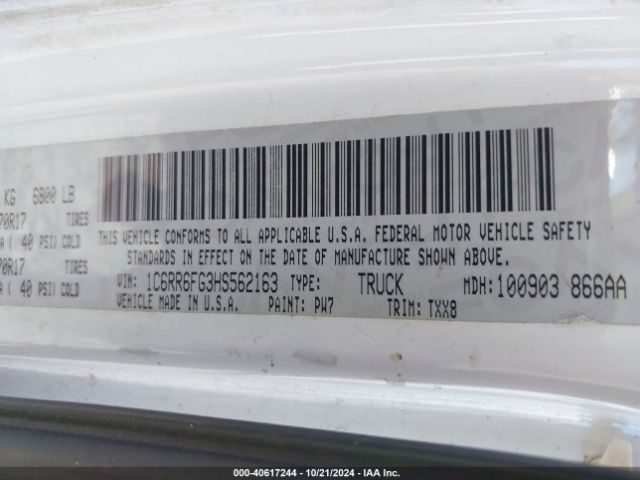 KG 6800 LB
70R17 TIRES
( 40 PSI) COLD
70R17 TIRES
( 40 PSI) COLD
THIS VEHICLE CONFORMS TO ALL APPLICABLE U.S.A. FEDERAL MOTOR VEHICLE SAFETY
STANDARDS IN EFFECT ON THE DATE OF MANUFACTURE SHOWN ABOVE.
VIN: 1C6RR6FG3HS562163 TYPE: TRUCK MDH:100903 866AA
VEHICLE MADE IN U.S.A. PAINT: PW7 TRIM: TXX8
000-40617244 | 10/21/2024 | IAA Inc.